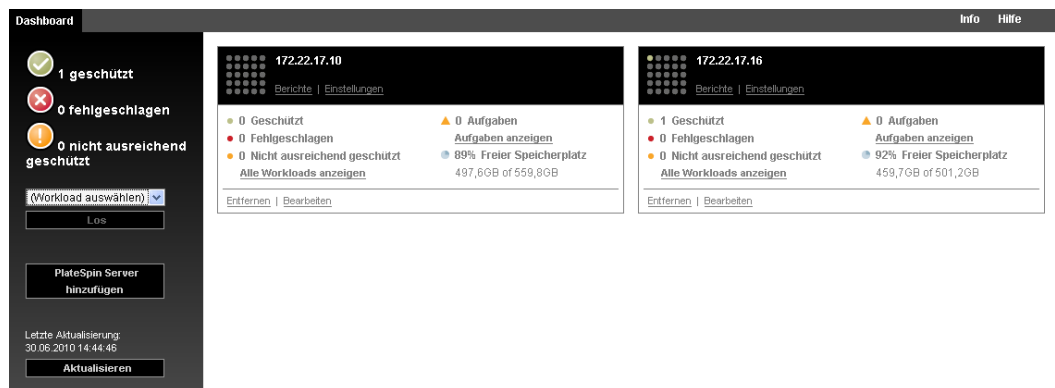 Dashboard
Info Hilfe
1 geschützt
0 fehlgeschlagen
0 nicht ausreichend
geschützt
(Workload auswählen)
Los
PlateSpin Server
hinzufügen
Letzte Aktualisierung:
30.06.2010 14:44:46
Aktualisieren
172.22.17.10
Berichte | Einstellungen
0 Geschützt
0 Fehlgeschlagen
0 Nicht ausreichend geschützt
Alle Workloads anzeigen
0 Aufgaben
Aufgaben anzeigen
89% Freier Speicherplatz
497,6GB of 559,8GB
Entfernen | Bearbeiten
172.22.17.16
Berichte | Einstellungen
1 Geschützt
0 Fehlgeschlagen
0 Nicht ausreichend geschützt
Alle Workloads anzeigen
0 Aufgaben
Aufgaben anzeigen
92% Freier Speicherplatz
459,7GB of 501,2GB
Entfernen | Bearbeiten